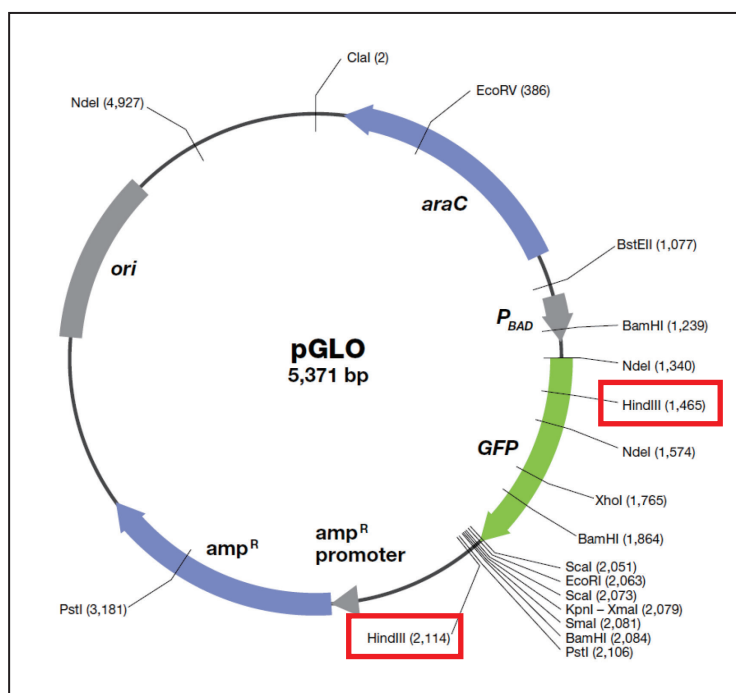 ClaI (2)
NdeI (4,927)
EcoRV (386)
araC
ori
BstEII (1,077)
PBAD
BamHI (1,239)
pGLO
5,371 bp
NdeI (1,340)
HindIII (1,465)
GFP
NdeI (1,574)
XhoI (1,765)
BamHI (1,864)
amp R
amp R
promoter
ScaI (2,051)
EcoRI (2,063)
ScaI (2,073)
KpnI – XmaI (2,079)
SmaI (2,081)
BamHI (2,084)
PstI (2,106)
PstI (3,181)
HindIII (2,114)